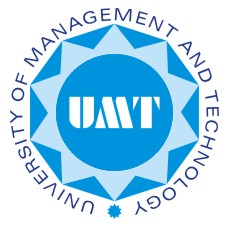 UNIVERSITY OF MANAGEMENT AND TECHNOLOGY
UMT